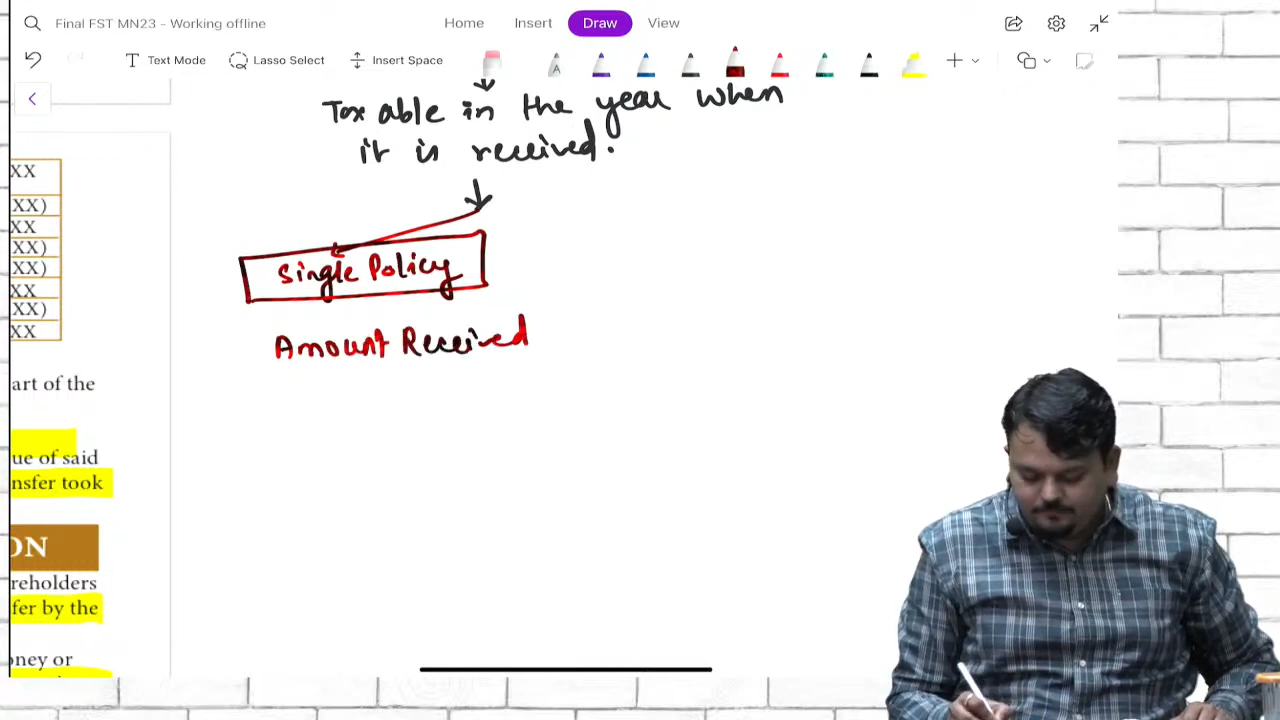 Final FST MN23 - Working offline
Home Insert Draw View
Text Mode Lasso Select Insert Space
A
Taxable in the year when
it is received.
Single Policy
Amount Received
XX
XX)
XX
XX)
XX)
XX
XX)
XX
art of the
ue of said
nsfer took
ON
reholders
fer by the
oney or